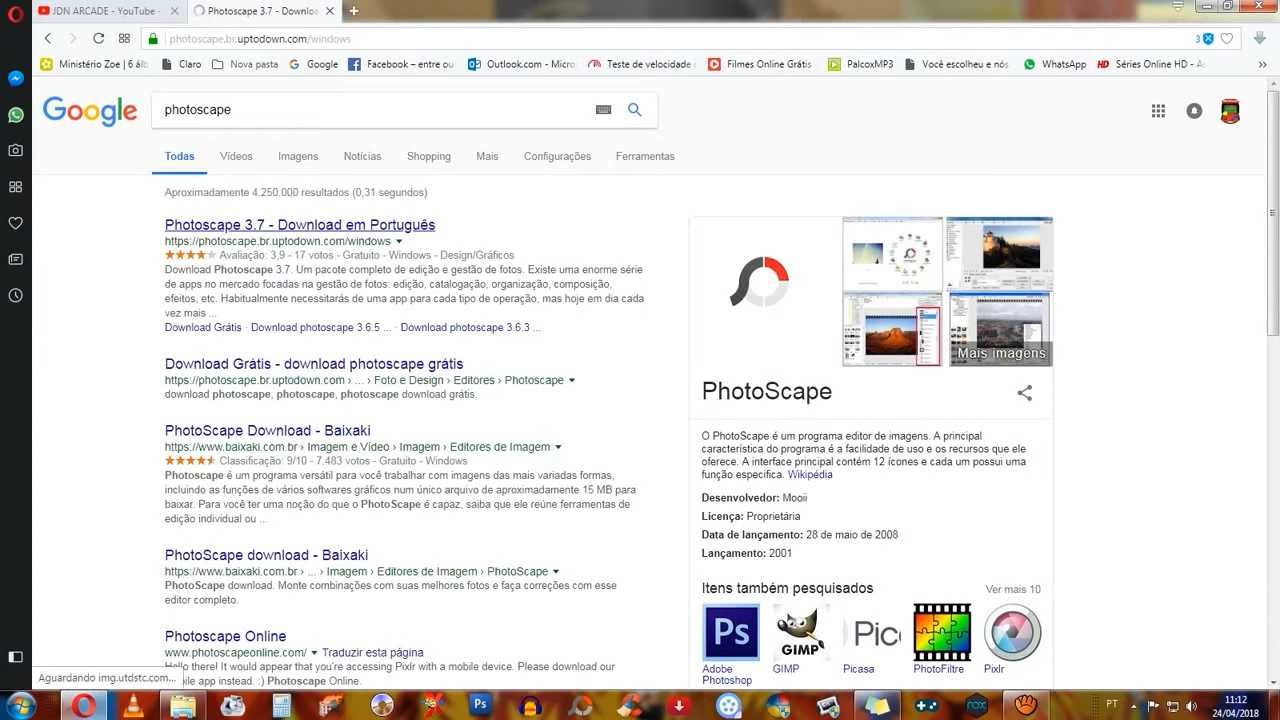 JDN ARCADE - YouTube -
Photoscape 3.7 - Downloa
photoscape.br.uptodown.com/windows
3
Ministério Zoe | 6 álb
Claro
Nova pasta
Google
Facebook – entre ou
Outlook.com - Micro
Teste de velocidade
Filmes Online Grátis
PalcoxMP3
Você escolheu e nós
WhatsApp
HD
Séries Online HD - A
Google
photoscape
Todas
Vídeos
Imagens
Notícias
Shopping
Mais
Configurações
Ferramentas
Aproximadamente 4.250.000 resultados (0,31 segundos)
Photoscape 3.7 - Download em Português
https://photoscape.br.uptodown.com/windows
Avaliação: 3,9 - 17 votos - Gratuito - Windows - Design/Gráficos
Download Photoscape 3.7. Um pacote completo de edição e gestão de fotos. Existe uma enorme série
de apps no mercado para a gestão de fotos: edição, catalogação, organização, composição,
efeitos, etc. Habitualmente necessitarás de uma app para cada tipo de operação, mas hoje em dia cada
vez mais ...
Download Grátis · Download photoscape 3.6.5 ... · Download photoscape 3.6.3 ...
Download Grátis - download photoscape grátis
https://photoscape.br.uptodown.com › ... › Foto e Design › Editores › Photoscape
download photoscape, photoscape, photoscape download grátis.
PhotoScape Download - Baixaki
https://www.baixaki.com.br › Imagem e Vídeo › Imagem › Editores de Imagem
Classificação: 9/10 - 7.483 votos - Gratuito - Windows
Photoscape é um programa versátil para você trabalhar com imagens das mais variadas formas,
incluindo as funções de vários softwares gráficos num único arquivo de aproximadamente 15 MB para
baixar. Para você ter uma noção do que o PhotoScape é capaz, saiba que ele reúne ferramentas de
edição individual ou ...
PhotoScape download - Baixaki
https://www.baixaki.com.br › ... › Imagem › Editores de Imagem › PhotoScape
PhotoScape download. Monte combinações com suas melhores fotos e faça correções com esse
editor completo.
Photoscape Online
www.photoscapeonline.com/ Traduzir esta página
Hello there! It would appear that you're accessing Pixlr with a mobile device. Please download our
ile app :) Photoscape Online.
Mais imagens
PhotoScape
O PhotoScape é um programa editor de imagens. A principal
característica do programa é a facilidade de uso e os recursos que ele
oferece. A interface principal contém 12 ícones e cada um possui uma
função especifica. Wikipédia
Desenvolvedor: Mooii
Licença: Proprietária
Data de lançamento: 28 de maio de 2008
Lançamento: 2001
Itens também pesquisados
Ver mais 10
Ps
GIMP
Pic
Adobe
Photoshop
GIMP
Picasa
PhotoFiltre
Pixlr
Aguardando img.utdstc.com...
Ps
nox
PT
11:12
24/04/2018